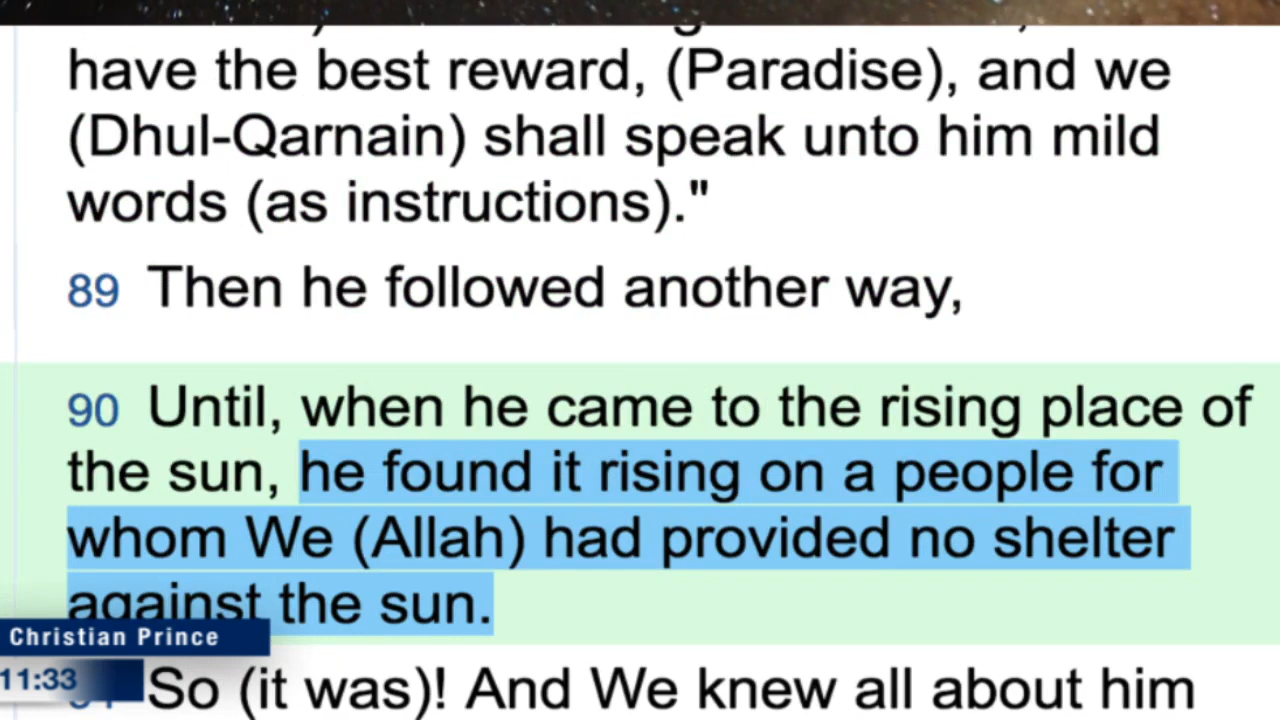 have the best reward, (Paradise), and we
(Dhul-Qarnain) shall speak unto him mild
words (as instructions)."
89 Then he followed another way,
90 Until, when he came to the rising place of
the sun, he found it rising on a people for
whom We (Allah) had provided no shelter
against the sun.
Christian Prince
11:33
So (it was)! And We knew all about him